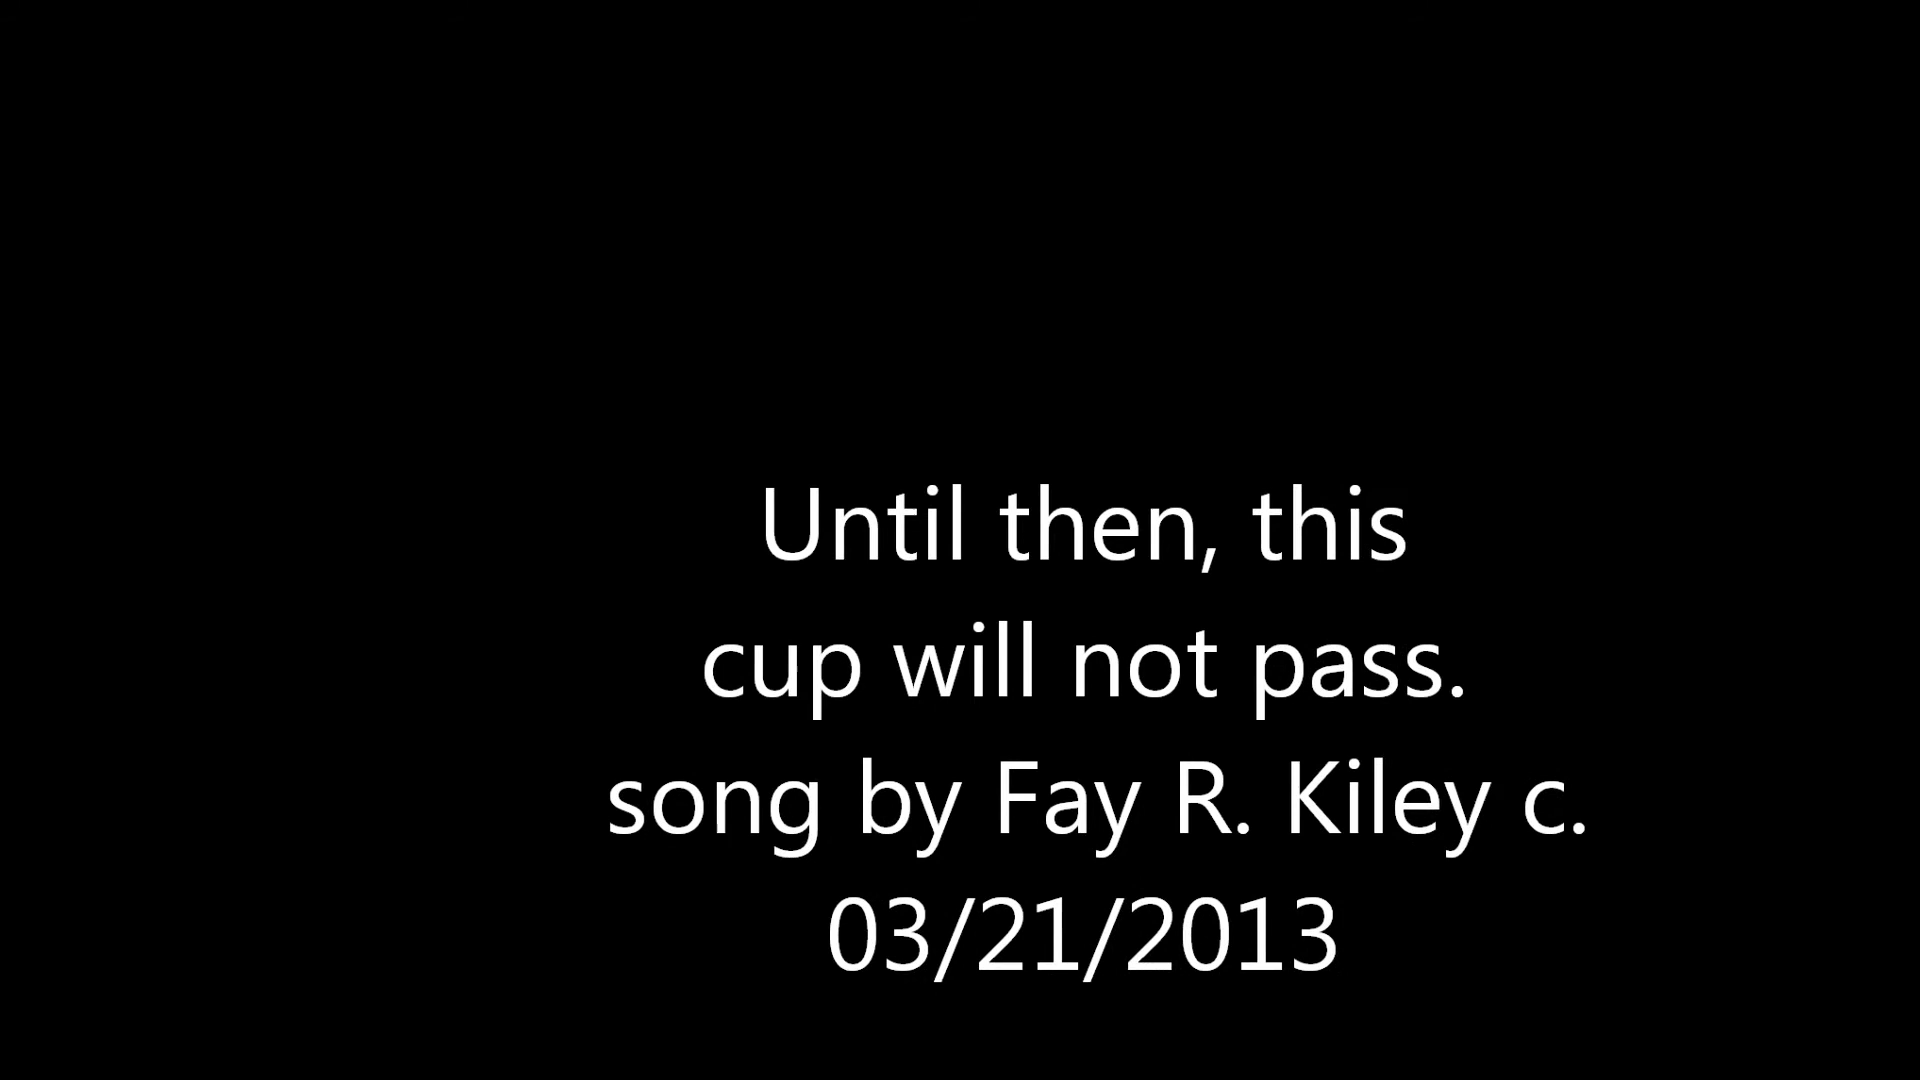 Until then, this
cup will not pass.
song by Fay R. Kiley c.
03/21/2013